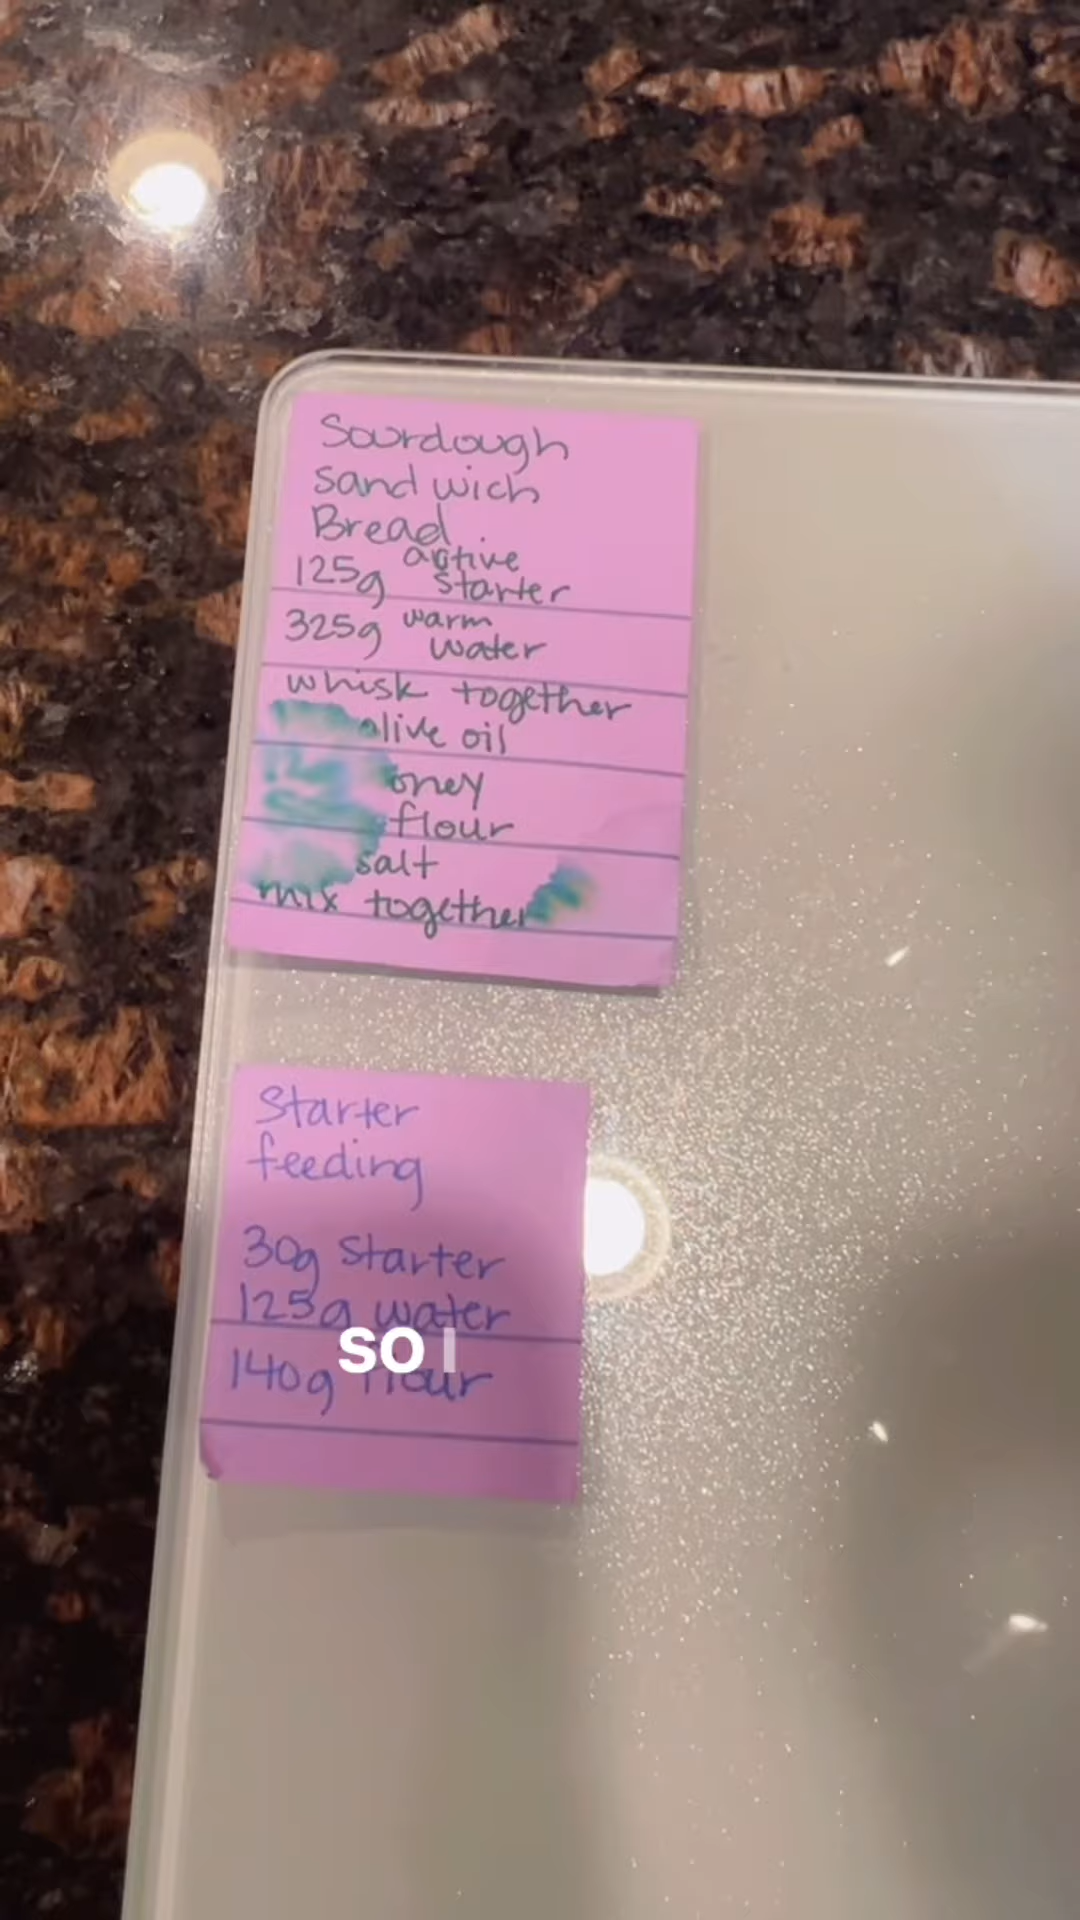 Sourdough
sandwich
Bread
125g active
starter
325g warm
water
whisk together
olive oil
oney
flour
salt
mix together
Starter
feeding
30g Starter
125g water
so I
140g flour